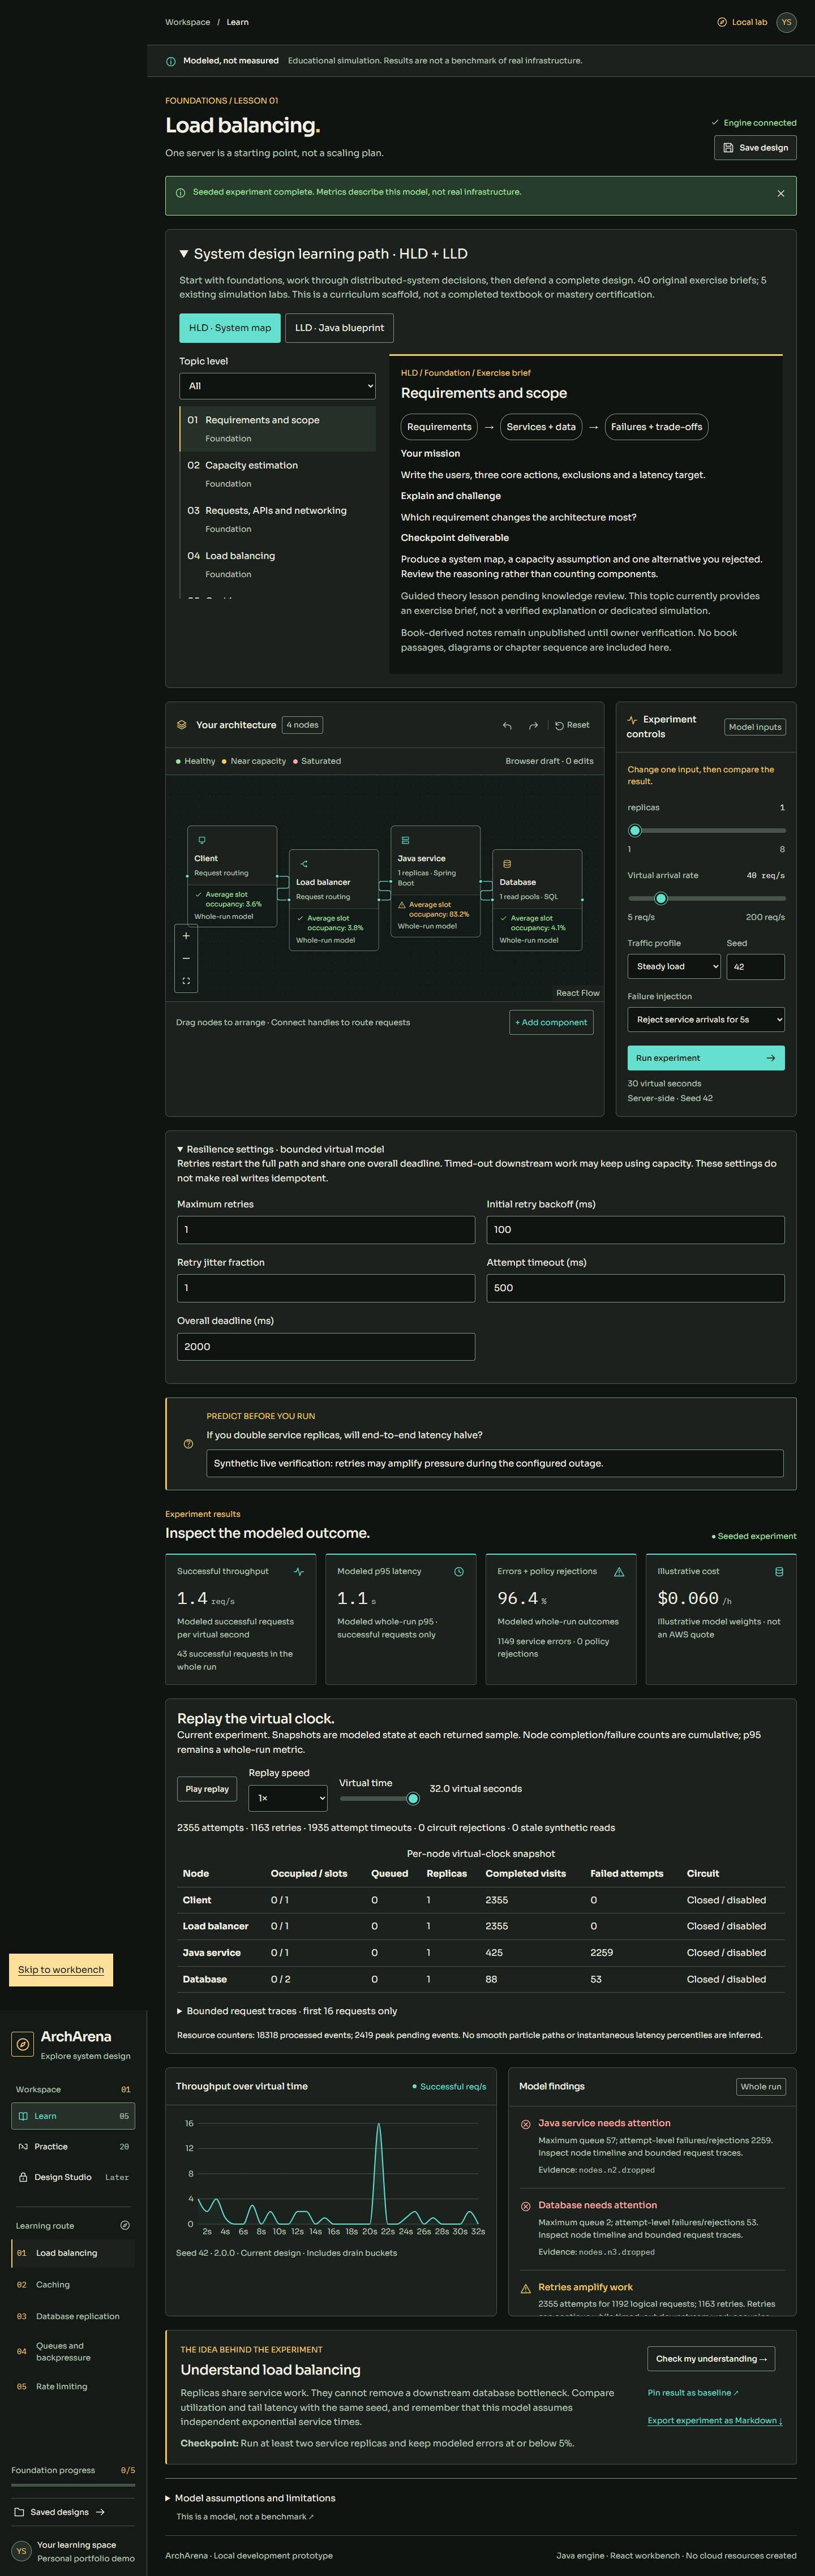 Workspace / Learn
Local lab
YS
Modeled, not measured Educational simulation. Results are not a benchmark of real infrastructure.
FOUNDATIONS / LESSON 01
Load balancing.
One server is a starting point, not a scaling plan.
Engine connected
Save design
Seeded experiment complete. Metrics describe this model, not real infrastructure.
System design learning path · HLD + LLD
Start with foundations, work through distributed-system decisions, then defend a complete design. 40 original exercise briefs; 5
existing simulation labs. This is a curriculum scaffold, not a completed textbook or mastery certification.
HLD · System map
LLD · Java blueprint
Topic level
All
01 Requirements and scope
Foundation
02 Capacity estimation
Foundation
03 Requests, APIs and networking
Foundation
04 Load balancing
Foundation
HLD / Foundation / Exercise brief
Requirements and scope
Requirements → Services + data → Failures + trade-offs
Your mission
Write the users, three core actions, exclusions and a latency target.
Explain and challenge
Which requirement changes the architecture most?
Checkpoint deliverable
Produce a system map, a capacity assumption and one alternative you rejected.
Review the reasoning rather than counting components.
Guided theory lesson pending knowledge review. This topic currently provides
an exercise brief, not a verified explanation or dedicated simulation.
Book-derived notes remain unpublished until owner verification. No book
passages, diagrams or chapter sequence are included here.
Your architecture 4 nodes
Reset
Healthy Near capacity Saturated
Browser draft · 0 edits
Client
Request routing
Average slot
occupancy: 3.6%
Whole-run model
Load balancer
Request routing
Average slot
occupancy: 3.8%
Whole-run model
Java service
1 replicas · Spring
Boot
Average slot
occupancy: 83.2%
Whole-run model
Database
1 read pools · SQL
Average slot
occupancy: 4.1%
Whole-run model
React Flow
Drag nodes to arrange · Connect handles to route requests
+ Add component
Experiment
controls
Model inputs
Change one input, then compare the
result.
replicas 1
1 8
Virtual arrival rate 40 req/s
5 req/s 200 req/s
Traffic profile Seed
Steady load 42
Failure injection
Reject service arrivals for 5s
Run experiment →
30 virtual seconds
Server-side · Seed 42
Resilience settings · bounded virtual model
Retries restart the full path and share one overall deadline. Timed-out downstream work may keep using capacity. These settings do
not make real writes idempotent.
Maximum retries
1
Initial retry backoff (ms)
100
Retry jitter fraction
1
Attempt timeout (ms)
500
Overall deadline (ms)
2000
PREDICT BEFORE YOU RUN
If you double service replicas, will end-to-end latency halve?
Synthetic live verification: retries may amplify pressure during the configured outage.
Experiment results
Inspect the modeled outcome.
Seeded experiment
Successful throughput
1.4 req/s
Modeled successful requests
per virtual second
43 successful requests in the
whole run
Modeled p95 latency
1.1 s
Modeled whole-run p95 ·
successful requests only
Errors + policy rejections
96.4 %
Modeled whole-run outcomes
1149 service errors · 0 policy
rejections
Illustrative cost
$0.060 /h
Illustrative model weights · not
an AWS quote
Replay the virtual clock.
Current experiment. Snapshots are modeled state at each returned sample. Node completion/failure counts are cumulative; p95
remains a whole-run metric.
Play replay
Replay speed
1×
Virtual time
32.0 virtual seconds
2355 attempts · 1163 retries · 1935 attempt timeouts · 0 circuit rejections · 0 stale synthetic reads
Per-node virtual-clock snapshot
Node Occupied / slots Queued Replicas Completed visits Failed attempts Circuit
Client 0 / 1 0 1 2355 0 Closed / disabled
Load balancer 0 / 1 0 1 2355 0 Closed / disabled
Java service 0 / 1 0 1 425 2259 Closed / disabled
Database 0 / 2 0 1 88 53 Closed / disabled
Bounded request traces · first 16 requests only
Resource counters: 18318 processed events; 2419 peak pending events. No smooth particle paths or instantaneous latency percentiles are inferred.
Skip to workbench
ArchArena
Explore system design
Workspace 01
Learn 05
Practice 20
Design Studio Later
Learning route
01 Load balancing
02 Caching
03 Database replication
04 Queues and
backpressure
05 Rate limiting
Foundation progress 0/5
Saved designs →
YS
Your learning space
Personal portfolio demo
Throughput over virtual time
Successful req/s
16
12
8
4
0
2s 4s 6s 8s 10s 12s 14s 16s 18s 20s 22s 24s 26s 28s 30s 32s
Seed 42 · 2.0.0 · Current design · Includes drain buckets
Model findings
Whole run
Java service needs attention
Maximum queue 57; attempt-level failures/rejections 2259.
Inspect node timeline and bounded request traces.
Evidence: nodes.n2.dropped
Database needs attention
Maximum queue 2; attempt-level failures/rejections 53.
Inspect node timeline and bounded request traces.
Evidence: nodes.n3.dropped
Retries amplify work
2355 attempts for 1192 logical requests; 1163 retries. Retries
THE IDEA BEHIND THE EXPERIMENT
Understand load balancing
Replicas share service work. They cannot remove a downstream database bottleneck. Compare
utilization and tail latency with the same seed, and remember that this model assumes
independent exponential service times.
Checkpoint: Run at least two service replicas and keep modeled errors at or below 5%.
Check my understanding →
Pin result as baseline ↗
Export experiment as Markdown ↓
Model assumptions and limitations
This is a model, not a benchmark ↗
ArchArena · Local development prototype
Java engine · React workbench · No cloud resources created